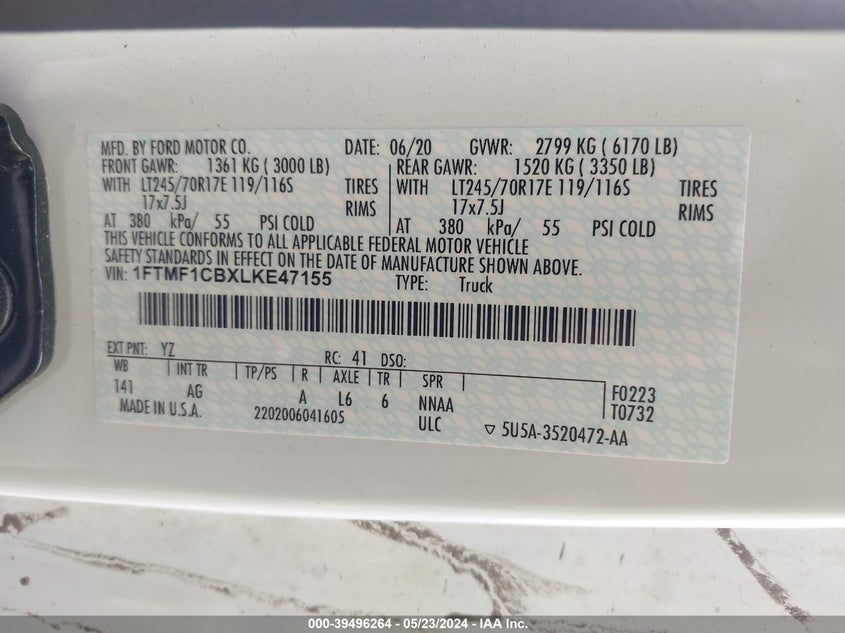 MFD. BY FORD MOTOR CO. DATE: 06/20 GVWR: 2799 KG ( 6170 LB)
FRONT GAWR: 1361 KG ( 3000 LB) REAR GAWR: 1520 KG ( 3350 LB)
WITH LT245/70R17E 119/116S TIRES WITH LT245/70R17E 119/116S TIRES
17x7.5J RIMS 17x7.5J RIMS
AT 380 kPa/ 55 PSI COLD AT 380 kPa/ 55 PSI COLD
THIS VEHICLE CONFORMS TO ALL APPLICABLE FEDERAL MOTOR VEHICLE
SAFETY STANDARDS IN EFFECT ON THE DATE OF MANUFACTURE SHOWN ABOVE.
VIN: 1FTMF1CBXLKE47155 TYPE: Truck
EXT PNT: YZ RC: 41 DSO:
WB INT TR TP/PS R AXLE TR SPR F0223
141 AG A L6 6 NNAA T0732
MADE IN U.S.A. 2202006041605 ULC ▽ 5U5A-3520472-AA
000-39496264 - 05/23/2024 - IAA Inc.